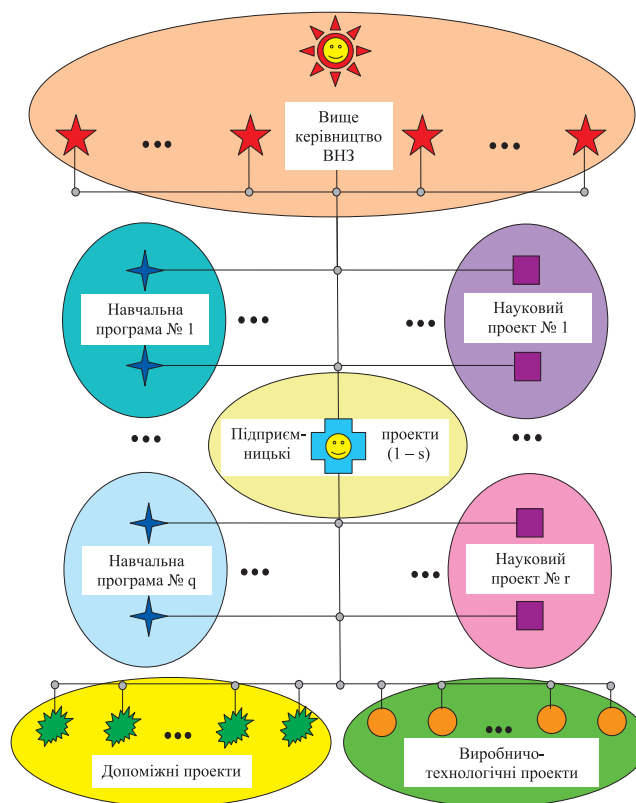 Вище
керівництво
ВНЗ
Навчальна
програма № 1
Науковий
проект № 1
Підприєм-
ницькі
проекти
(1 – s)
Навчальна
програма № q
Науковий
проект № r
Допоміжні проекти
Виробничо-
технологічні проекти